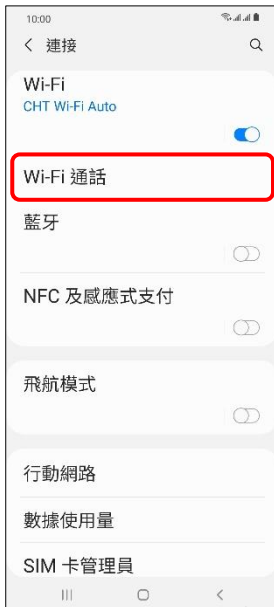 10:00
連接
Wi-Fi
CHT Wi-Fi Auto
Wi-Fi 通話
藍牙
NFC 及感應式支付
飛航模式
行動網路
數據使用量
SIM 卡管理員